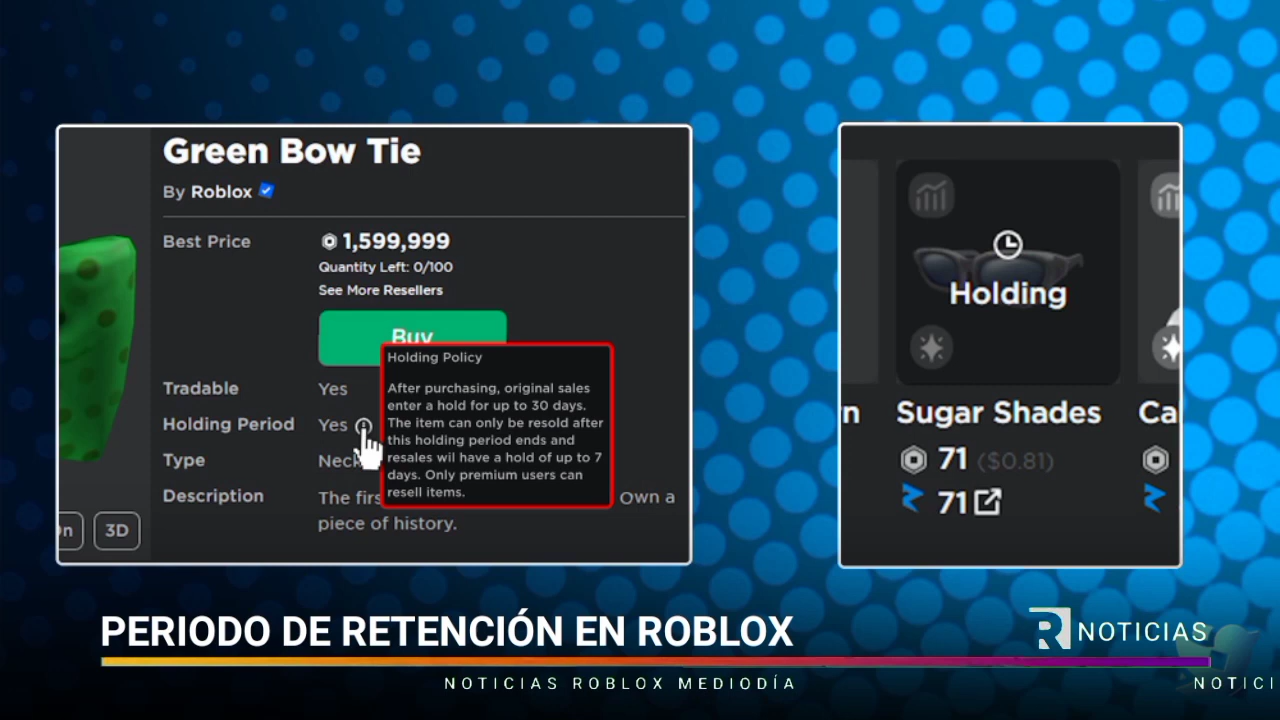 Green Bow Tie
By Roblox
Best Price
1,599,999
Quantity Left: 0/100
See More Resellers
Buy
Tradable
Yes
Holding Period
Yes
Type
Neck
Description
The first
Own a
piece of history.
3D
Holding Policy
After purchasing, original sales
enter a hold for up to 30 days.
The item can only be resold after
this holding period ends and
resales wil have a hold of up to 7
days. Only premium users can
resell items.
Holding
Sugar Shades
71 ($0.81)
71
Ca
PERIODO DE RETENCIÓN EN ROBLOX
R NOTICIAS
NOTICIAS ROBLOX MEDIODÍA
NOTICI